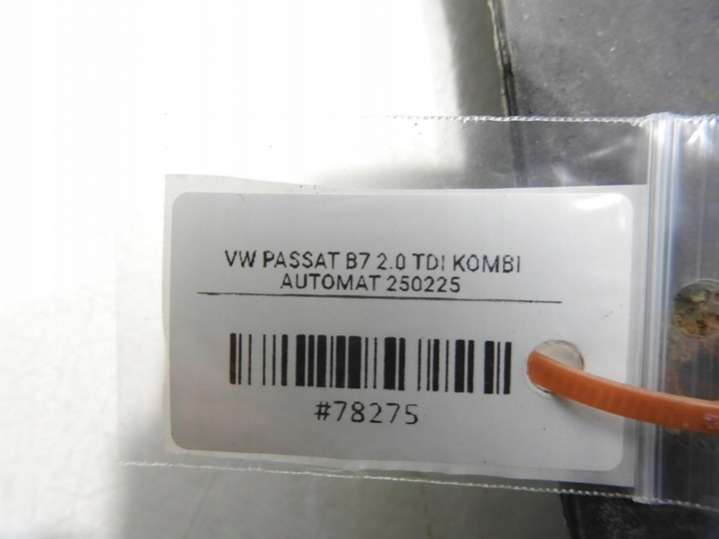 VW PASSAT B7 2.0 TDI KOMBI
AUTOMAT 250225
#78275